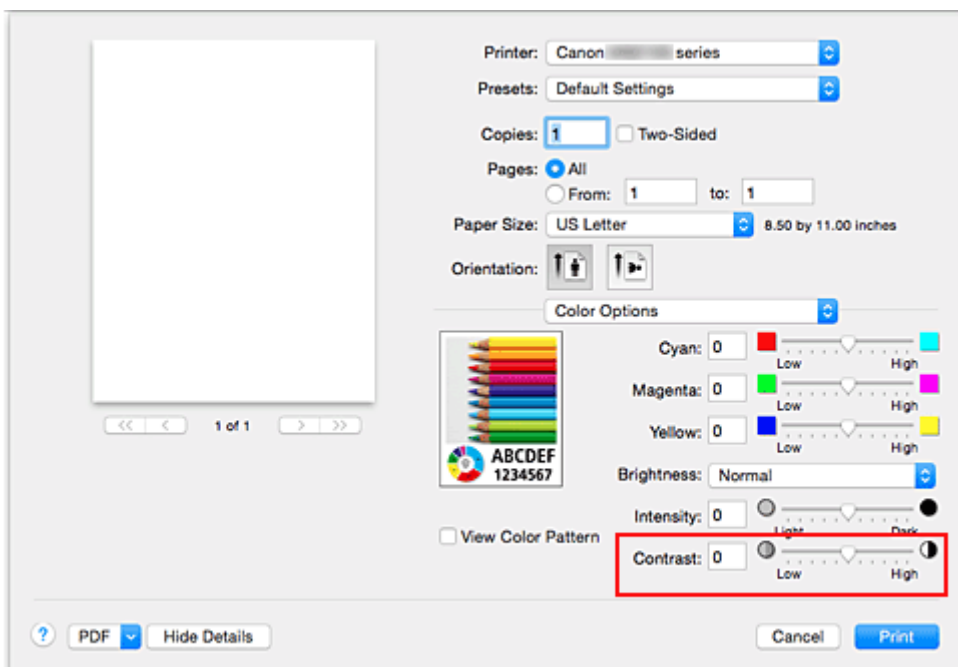 Printer: Canon series
Presets: Default Settings
Copies: 1 Two-Sided
Pages: All
From: 1 to: 1
Paper Size: US Letter 8.50 by 11.00 inches
Orientation:
Color Options
Cyan: 0
Low High
Magenta: 0
Low High
Yellow: 0
Low High
ABCDEF
1234567
Brightness: Normal
Intensity: 0
Light Dark
View Color Pattern
Contrast: 0
Low High
<< < 1 of 1 > >>
? PDF Hide Details Cancel Print